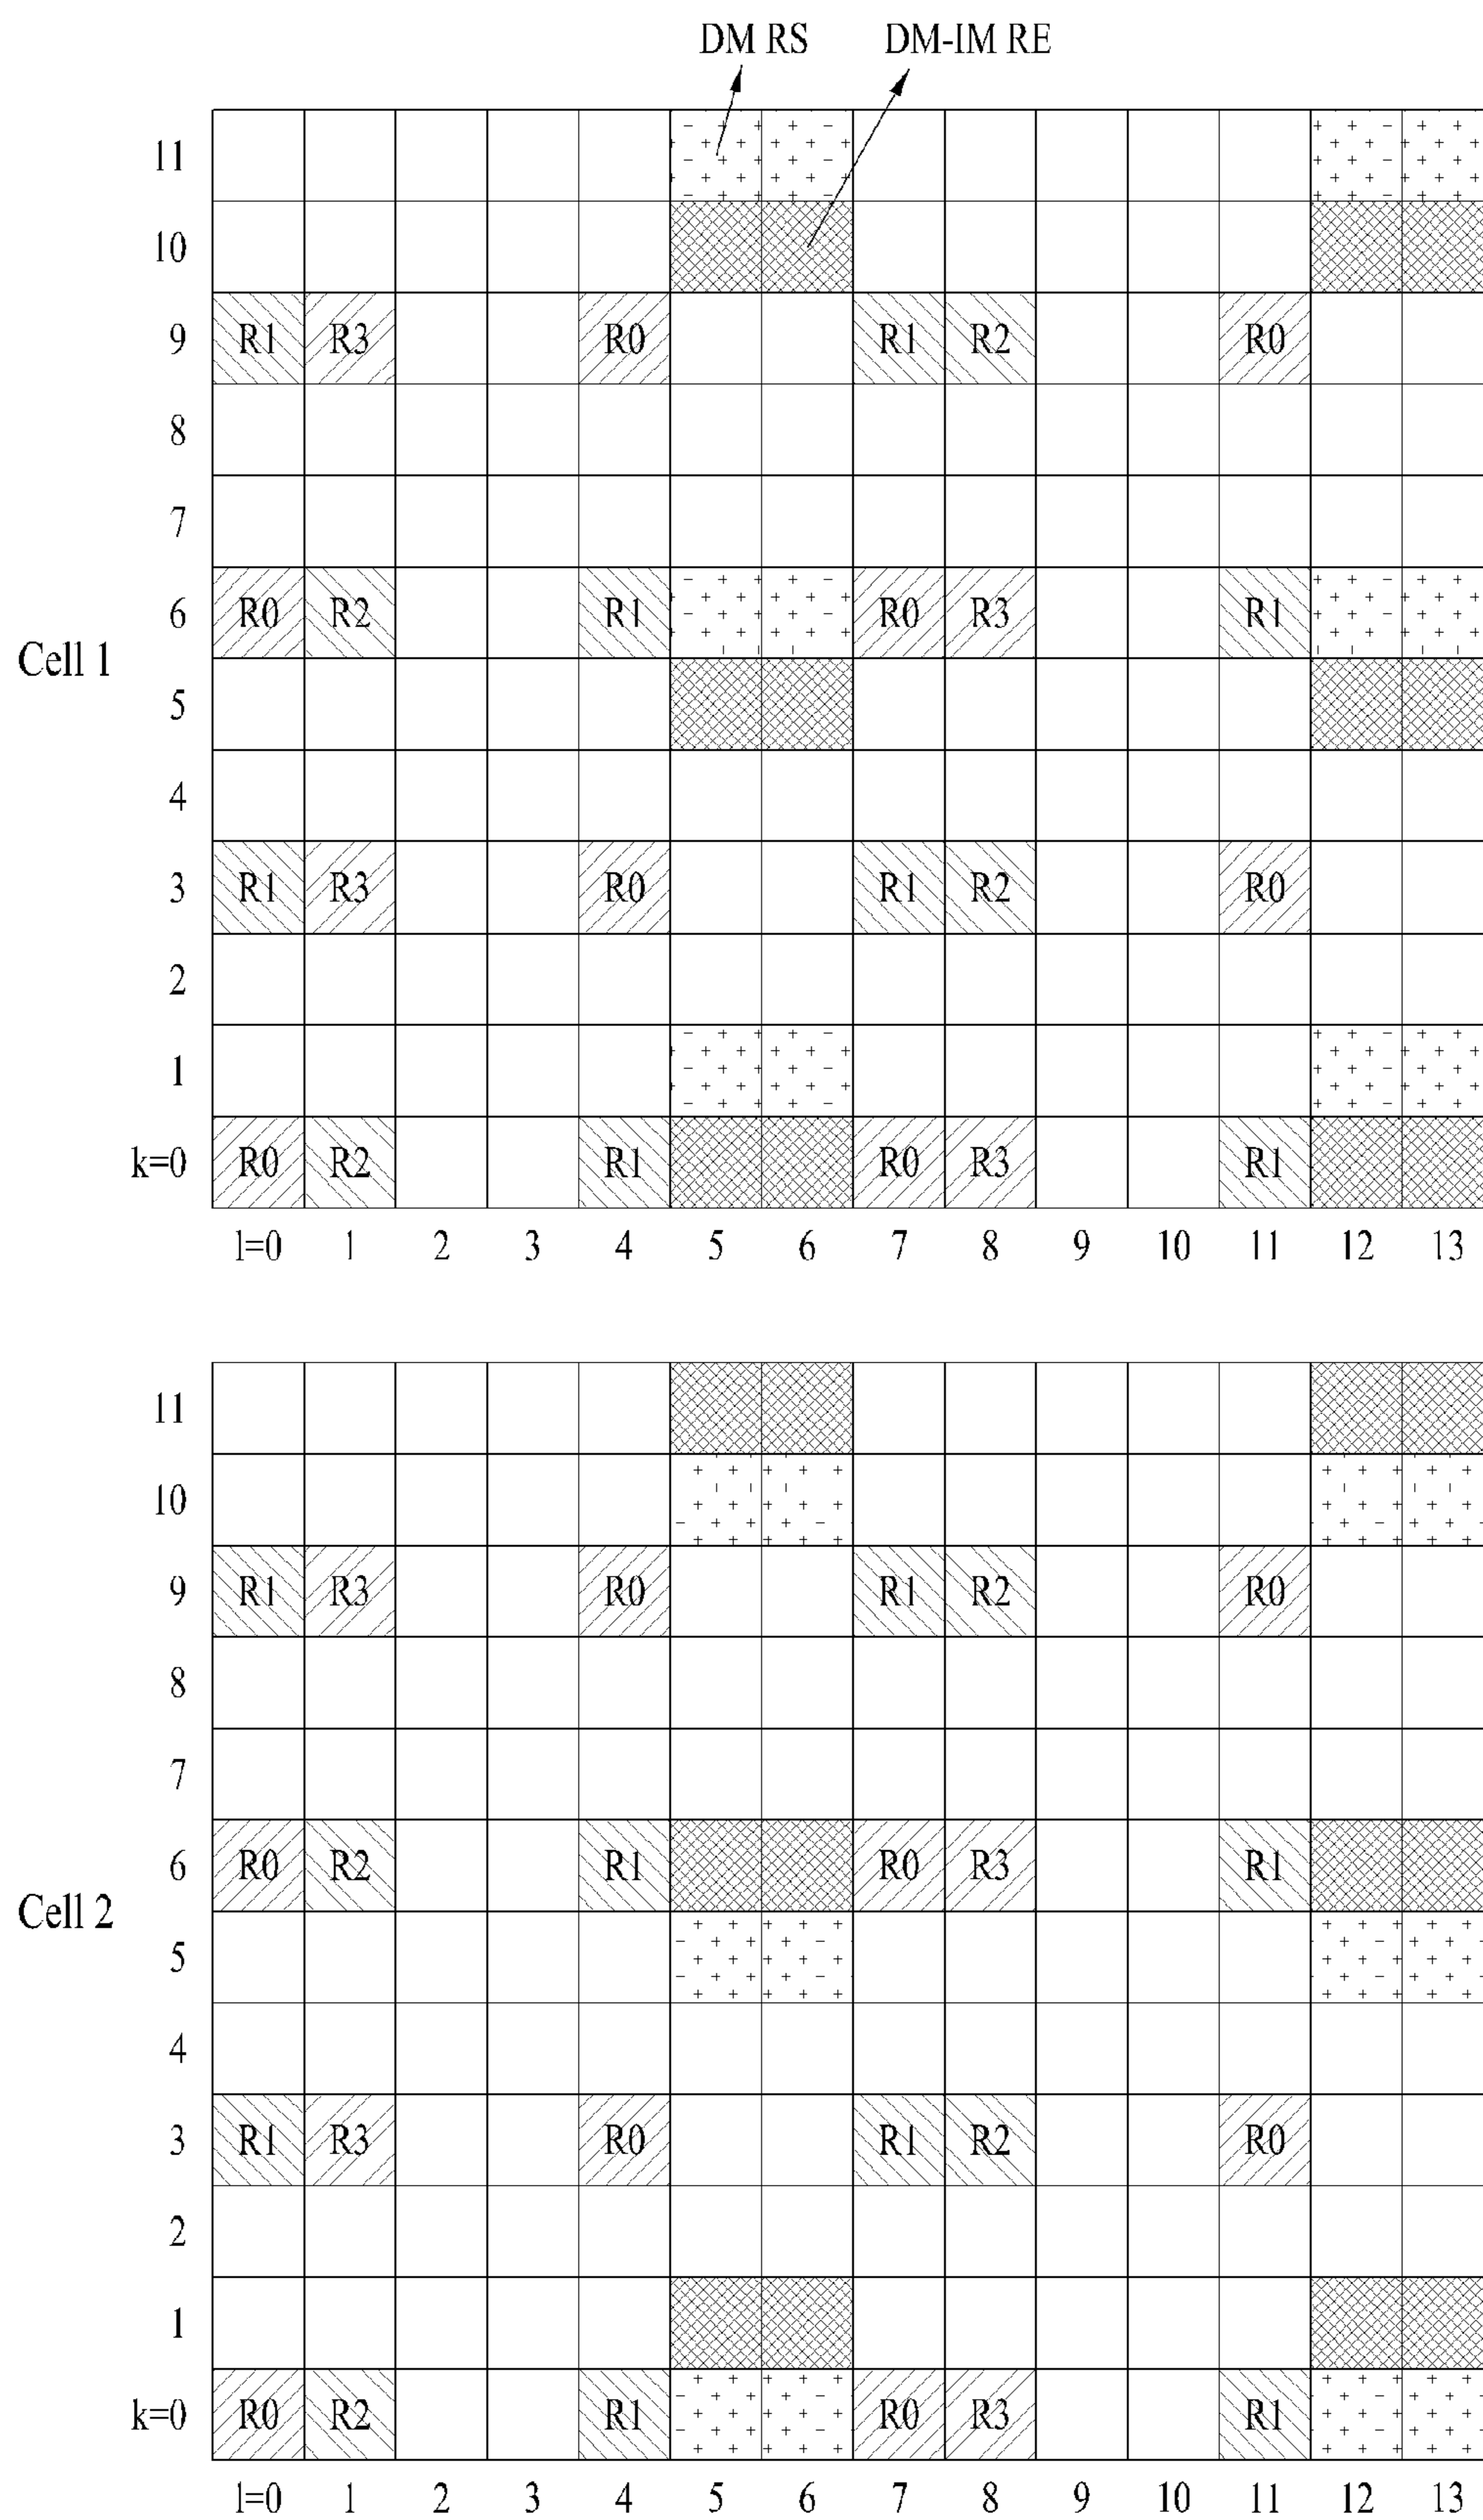 DM RS DM-IM RE
11
10
9 R1 R3 R0 R1 R2 R0
8
7
6 R0 R2 R1 R0 R3 R1
Cell 1
5
4
3 R1 R3 R0 R1 R2 R0
2
1
k=0 R0 R2 R1 R0 R3 R1
l=0 1 2 3 4 5 6 7 8 9 10 11 12 13
11
10
9 R1 R3 R0 R1 R2 R0
8
7
6 R0 R2 R1 R0 R3 R1
Cell 2
5
4
3 R1 R3 R0 R1 R2 R0
2
1
k=0 R0 R2 R1 R0 R3 R1
l=0 1 2 3 4 5 6 7 8 9 10 11 12 13